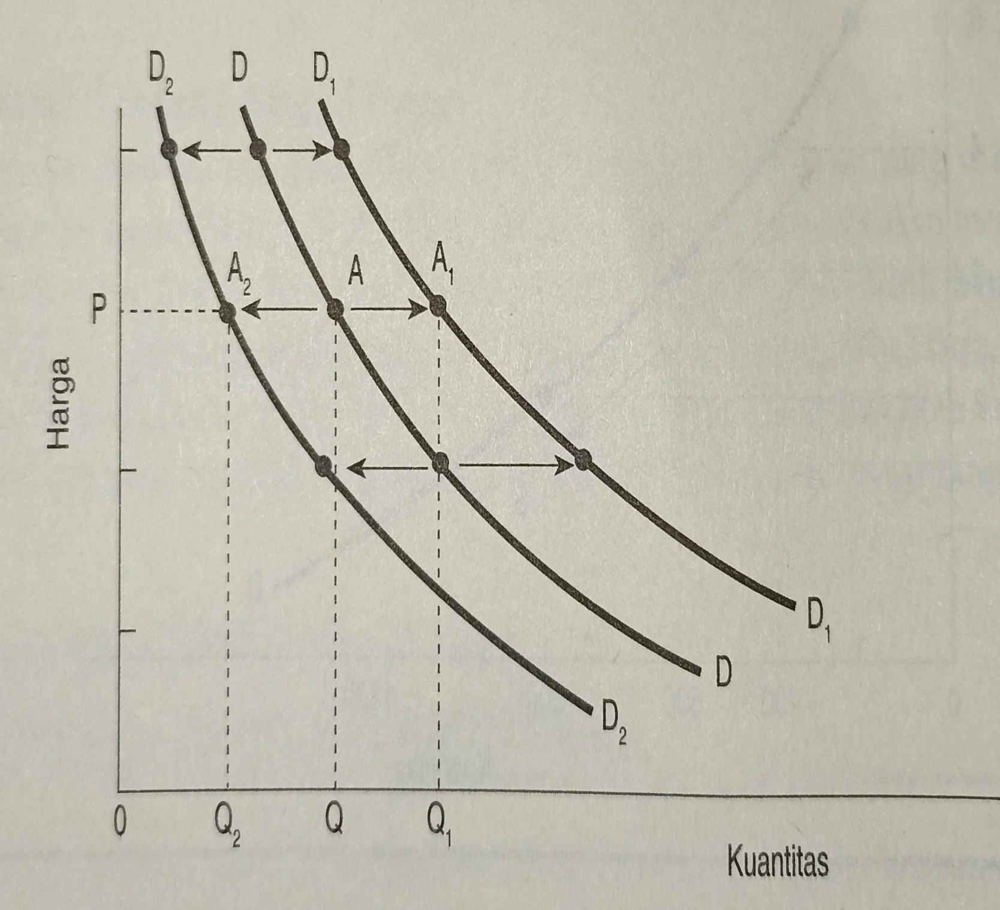 D₂ D D₁
A₂ A A₁
P
Harga
D₁
D
D₂
0 Q₂ Q Q₁
Kuantitas